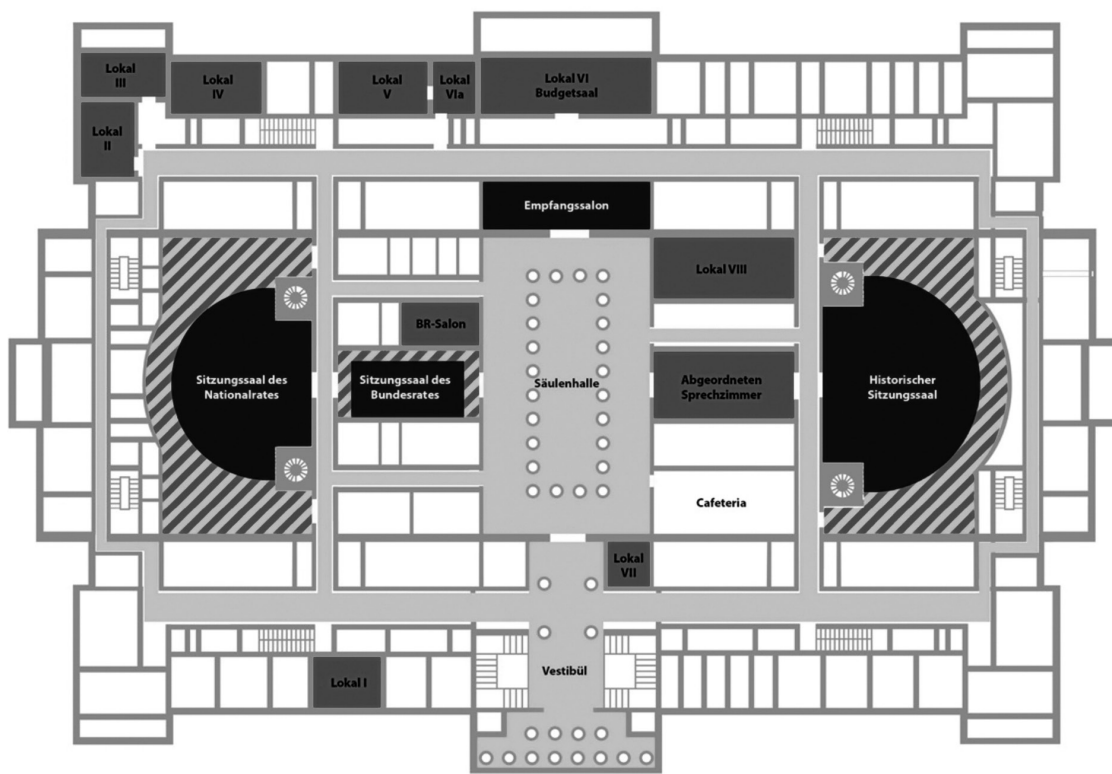 Lokal
III
Lokal
IV
Lokal
V
Lokal
VIa
Lokal VI
Budgetsaal
Lokal
II
Empfangssalon
Lokal VIII
BR-Salon
Sitzungssaal des
Nationalrates
Sitzungssaal des
Bundesrates
Säulenhalle
Abgeordneten
Sprechzimmer
Historischer
Sitzungssaal
Cafeteria
Lokal
VII
Vestibül
Lokal I